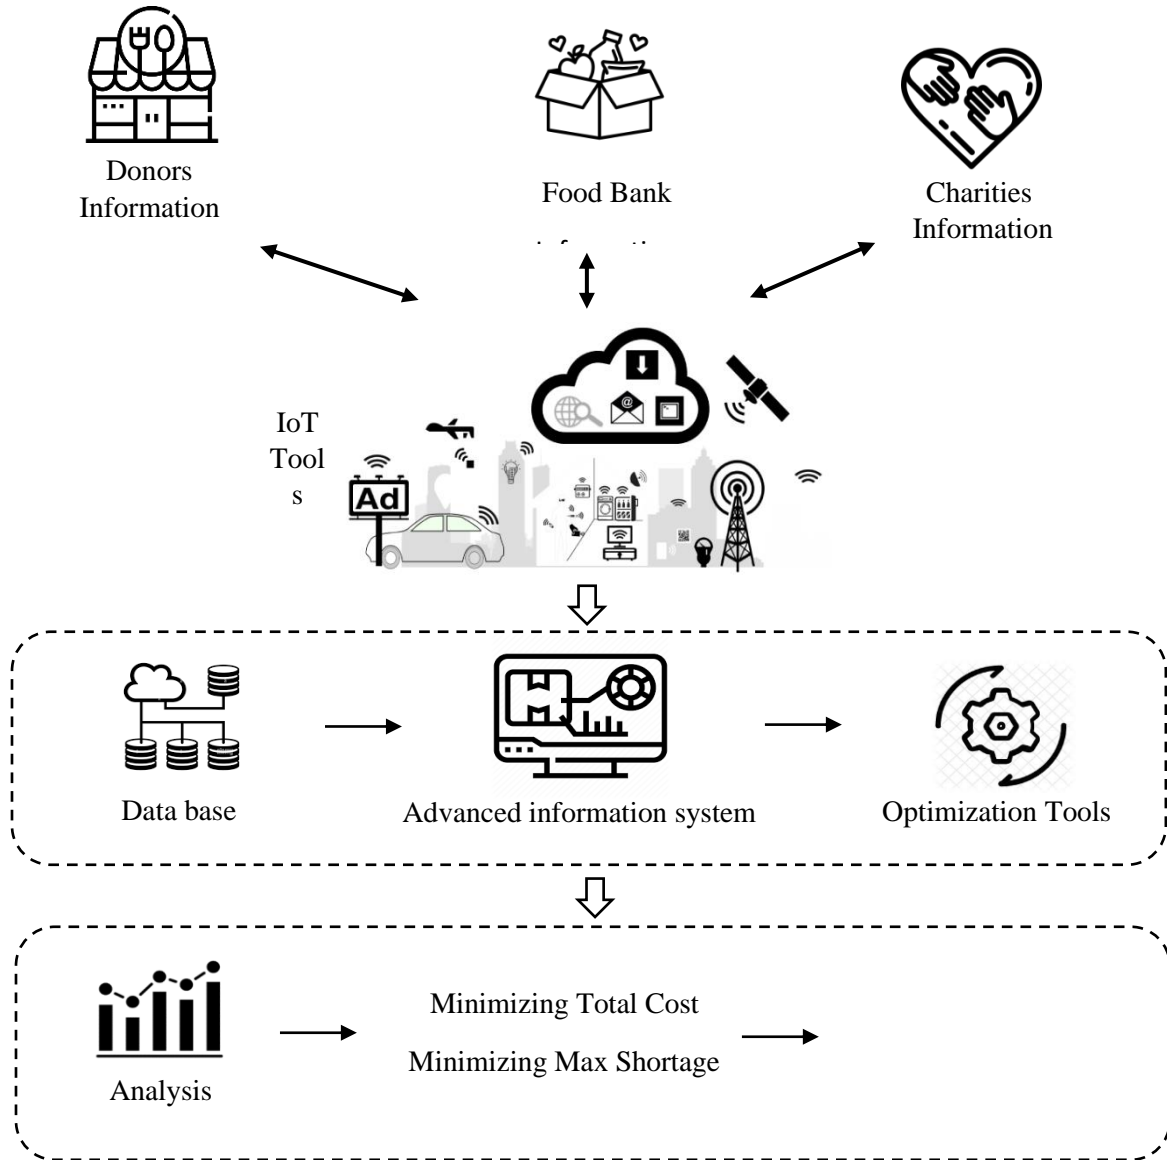 Donors
Information
Food Bank
Charities
Information
IoT
Tool
s
@
Ad
Data base
Advanced information system
Optimization Tools
Minimizing Total Cost
Minimizing Max Shortage
Analysis